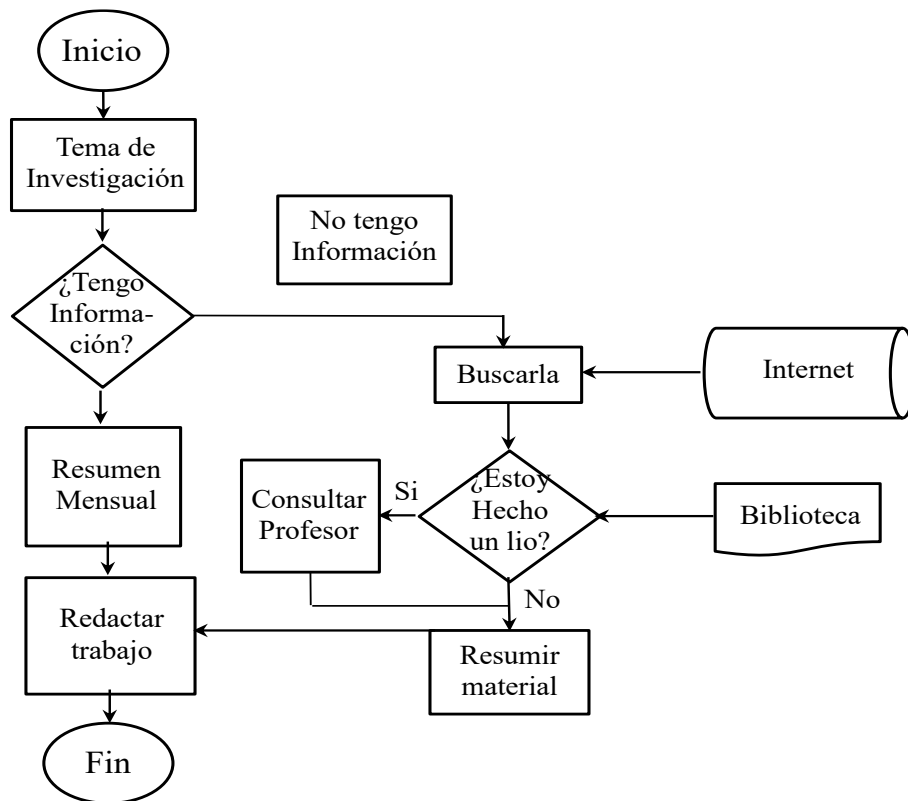 Inicio
Tema de
Investigación
No tengo
Información
¿Tengo
Informa-
ción?
Buscarla
Internet
Resumen
Mensual
Consultar
Profesor
Si
¿Estoy
Hecho
un lio?
Biblioteca
No
Redactar
trabajo
Resumir
material
Fin